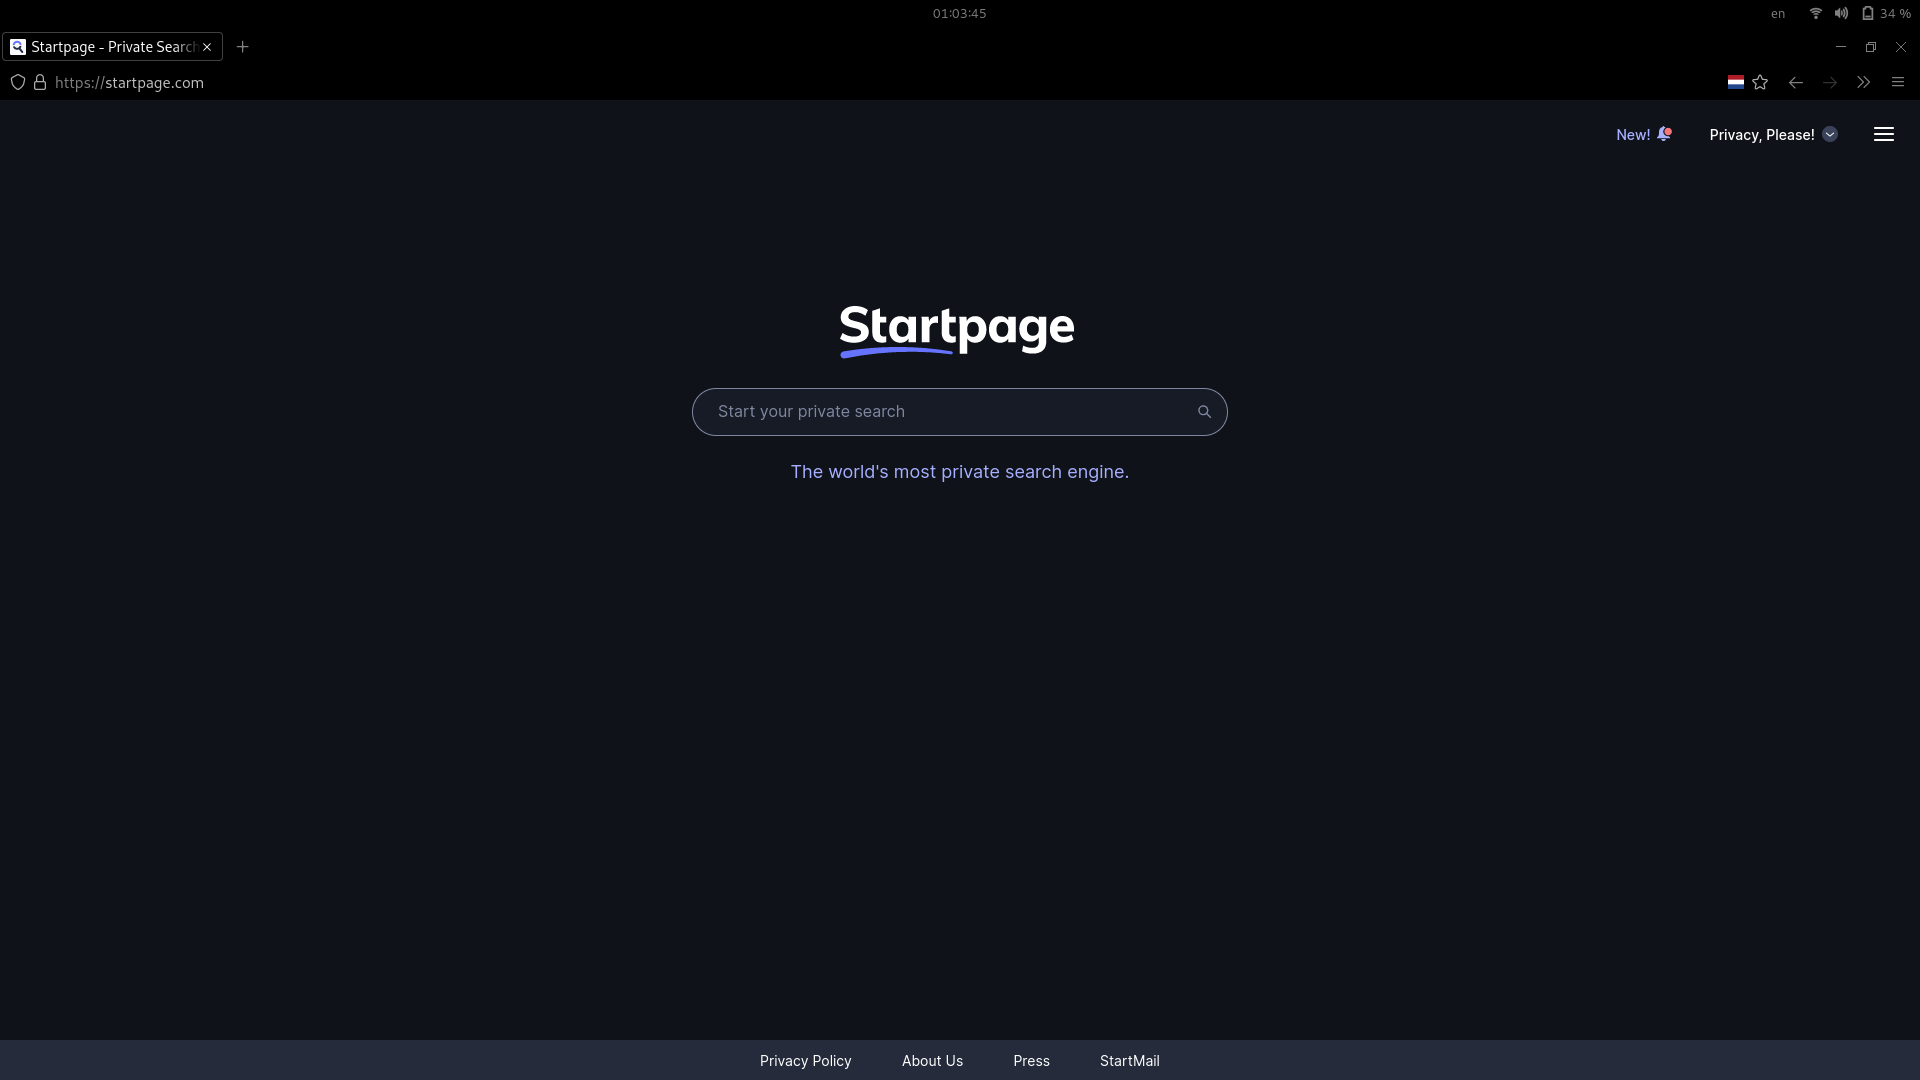 01:03:45
en 34 %
Startpage - Private Search
https://startpage.com
New! Privacy, Please!
Startpage
Start your private search
The world's most private search engine.
Privacy Policy About Us Press StartMail